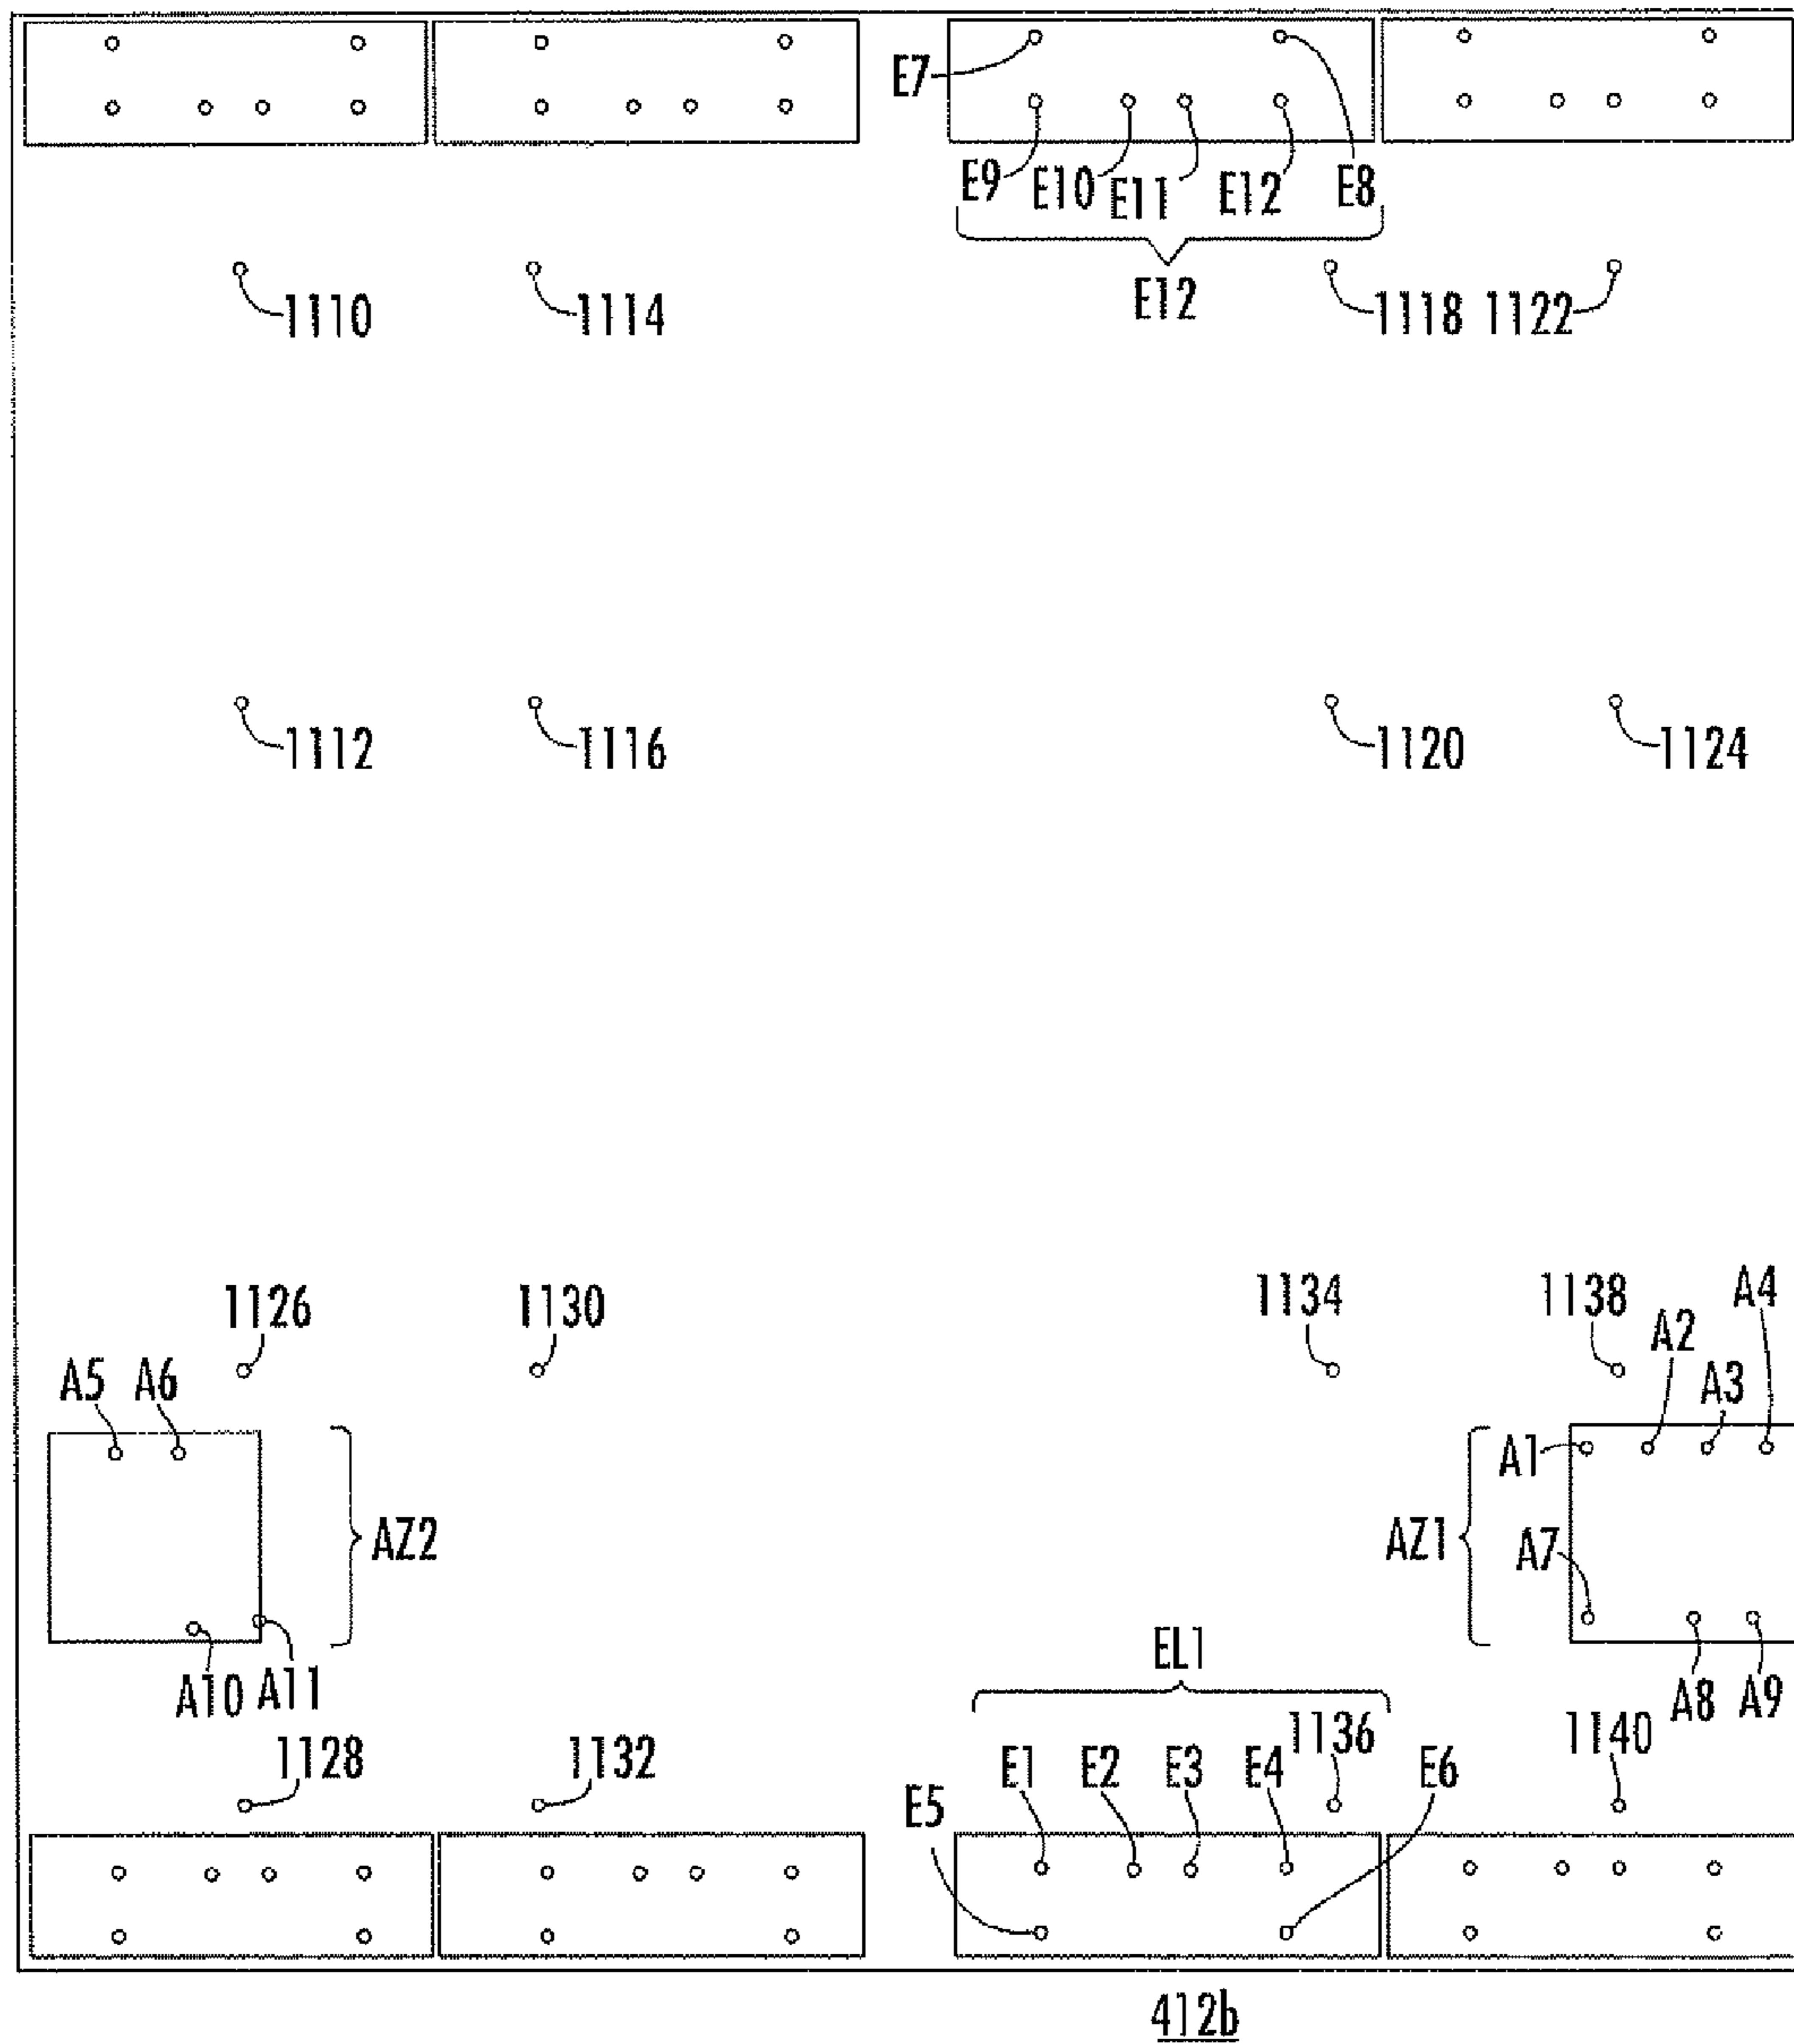 E7
E9 E10 E11 E12 E8
E12
1110 1114 1118 1122
1112 1116 1120 1124
1126 1130 1134 1138 A4
A5 A6 A2 A3
A1
AZ2 AZ1 A7
A10 A11 EL1 A8 A9
1128 1132 1136 1140
E5 E1 E2 E3 E4 E6
412b